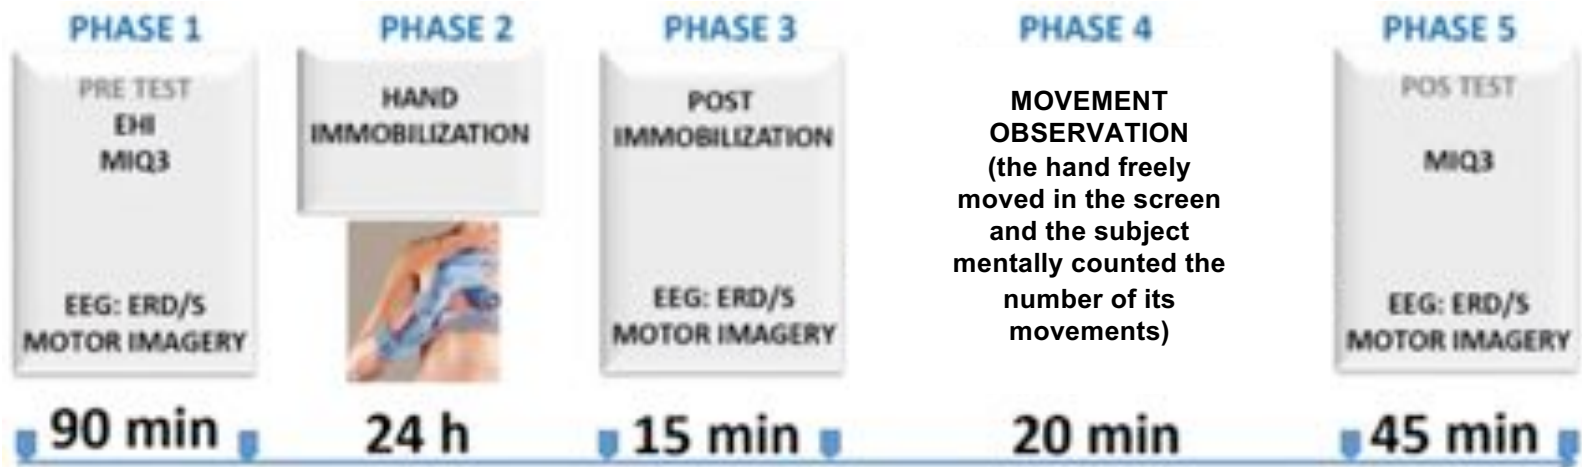 PHASE 1
PRE TEST
EHI
MIQ3
EEG: ERD/S
MOTOR IMAGERY
90 min
PHASE 2
HAND
IMMOBILIZATION
24 h
PHASE 3
POST
IMMOBILIZATION
EEG: ERD/S
MOTOR IMAGERY
15 min
PHASE 4
MOVEMENT
OBSERVATION
(the hand freely
moved in the screen
and the subject
mentally counted the
number of its
movements)
20 min
PHASE 5
POS TEST
MIQ3
EEG: ERD/S
MOTOR IMAGERY
45 min